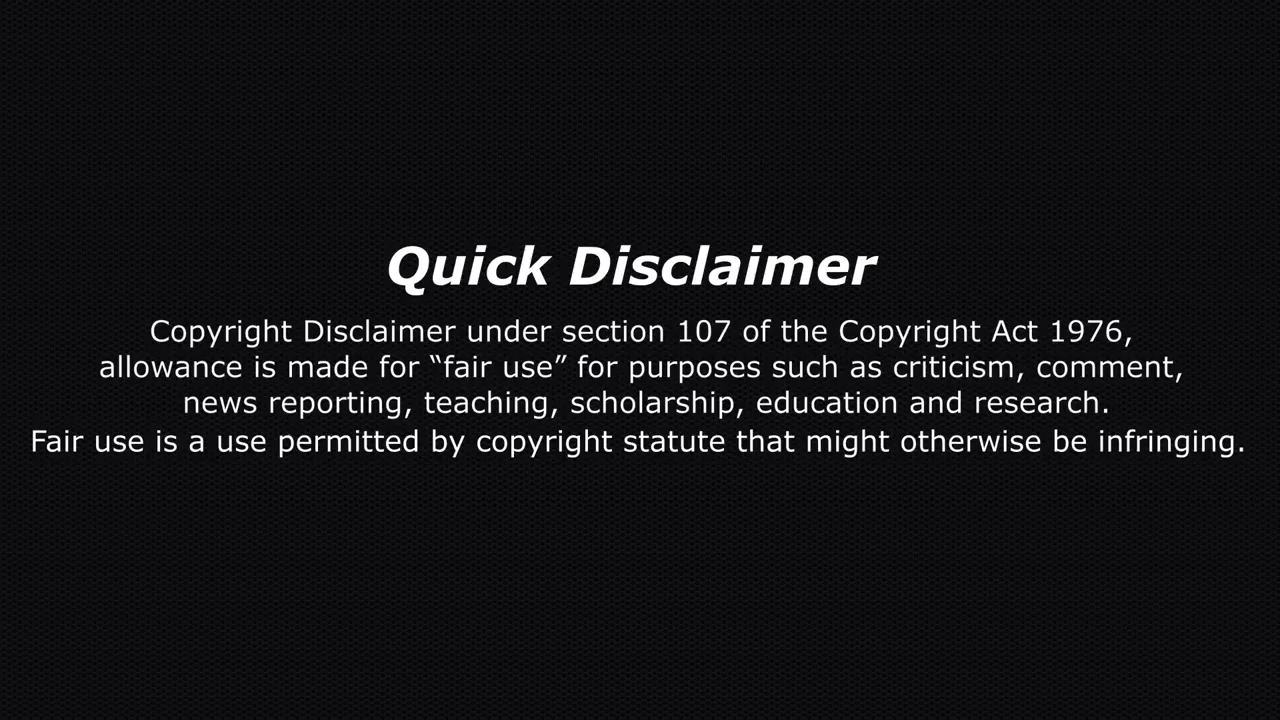 Quick Disclaimer
Copyright Disclaimer under section 107 of the Copyright Act 1976,
allowance is made for “fair use” for purposes such as criticism, comment,
news reporting, teaching, scholarship, education and research.
Fair use is a use permitted by copyright statute that might otherwise be infringing.